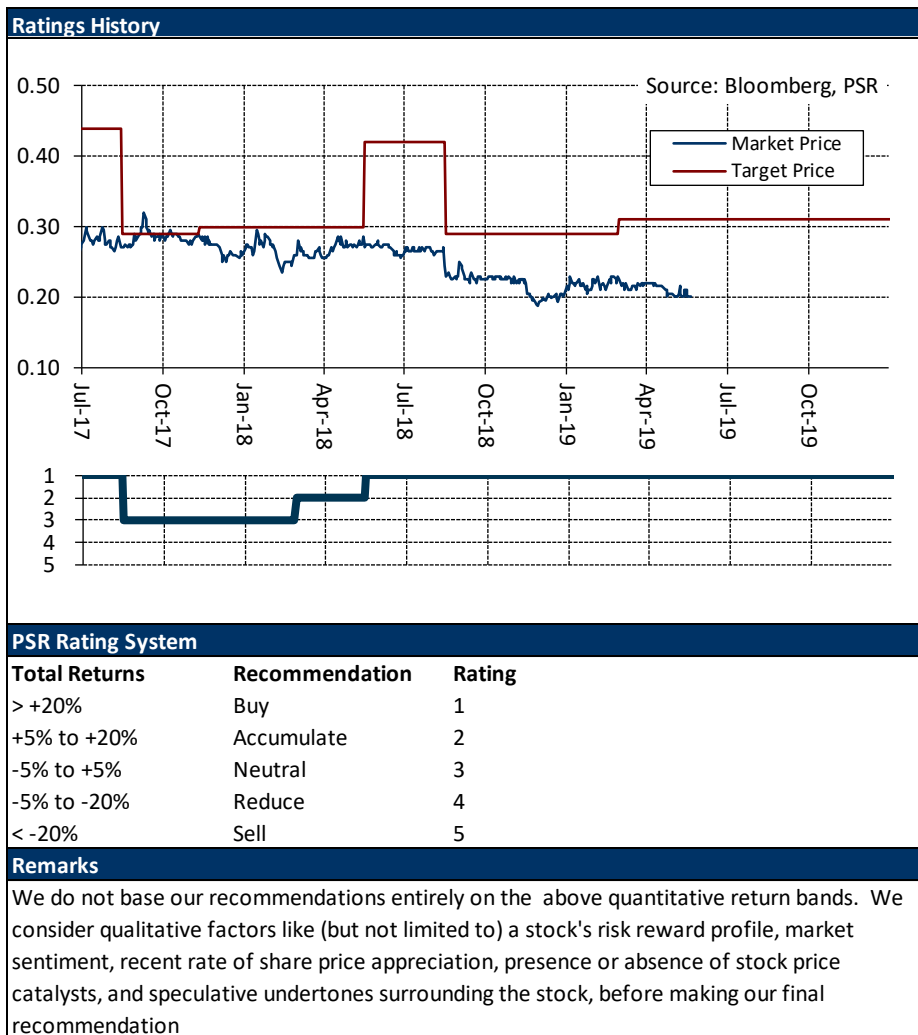 Ratings History
Source: Bloomberg, PSR
Market Price
Target Price
0.50
0.40
0.30
0.20
0.10
Jul-17
Oct-17
Jan-18
Apr-18
Jul-18
Oct-18
Jan-19
Apr-19
Jul-19
Oct-19
1
2
3
4
5
PSR Rating System
Total Returns Recommendation Rating
> +20% Buy 1
+5% to +20% Accumulate 2
-5% to +5% Neutral 3
-5% to -20% Reduce 4
< -20% Sell 5
Remarks
We do not base our recommendations entirely on the above quantitative return bands. We
consider qualitative factors like (but not limited to) a stock's risk reward profile, market
sentiment, recent rate of share price appreciation, presence or absence of stock price
catalysts, and speculative undertones surrounding the stock, before making our final
recommendation